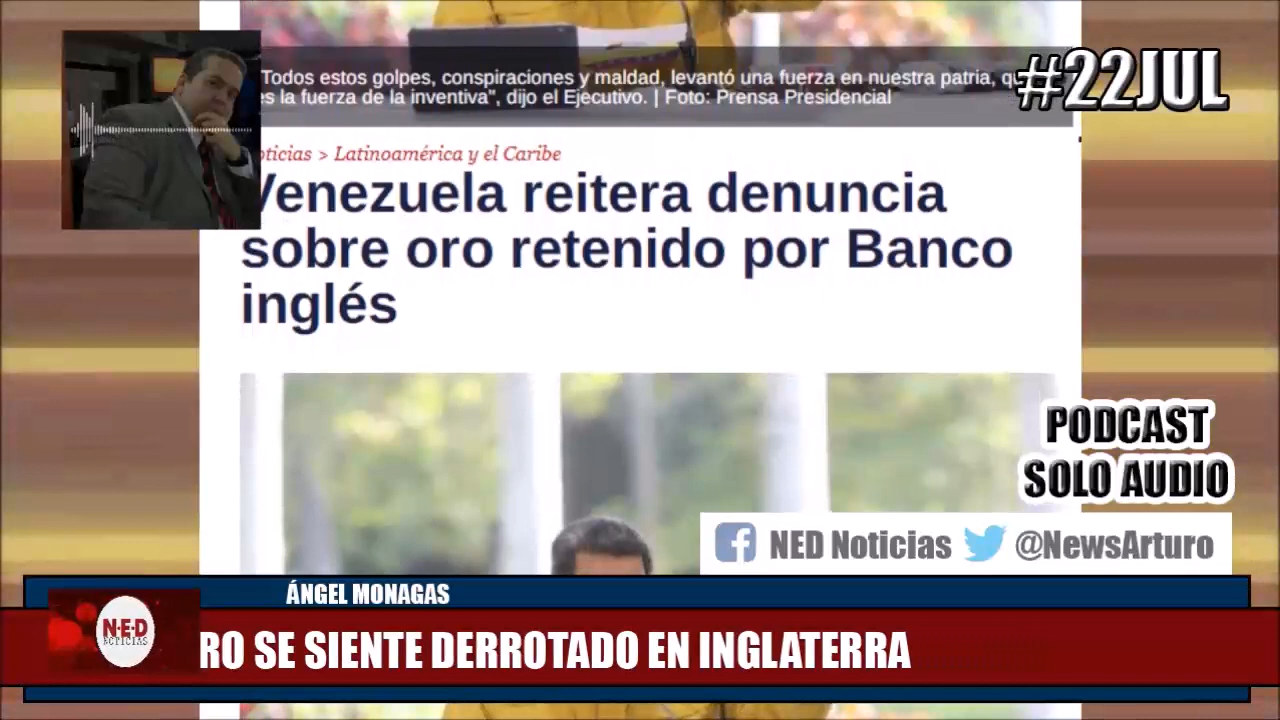 "Todos estos golpes, conspiraciones y maldad, levantó una fuerza en nuestra patria,
es la fuerza de la inventiva", dijo el Ejecutivo. | Foto: Prensa Presidencial
#22JUL
oticias > Latinoamérica y el Caribe
Venezuela reitera denuncia
sobre oro retenido por Banco
inglés
PODCAST
SOLO AUDIO
NED Noticias @NewsArturo
ÁNGEL MONAGAS
N·E·D
NOTICIAS
RO SE SIENTE DERROTADO EN INGLATERRA